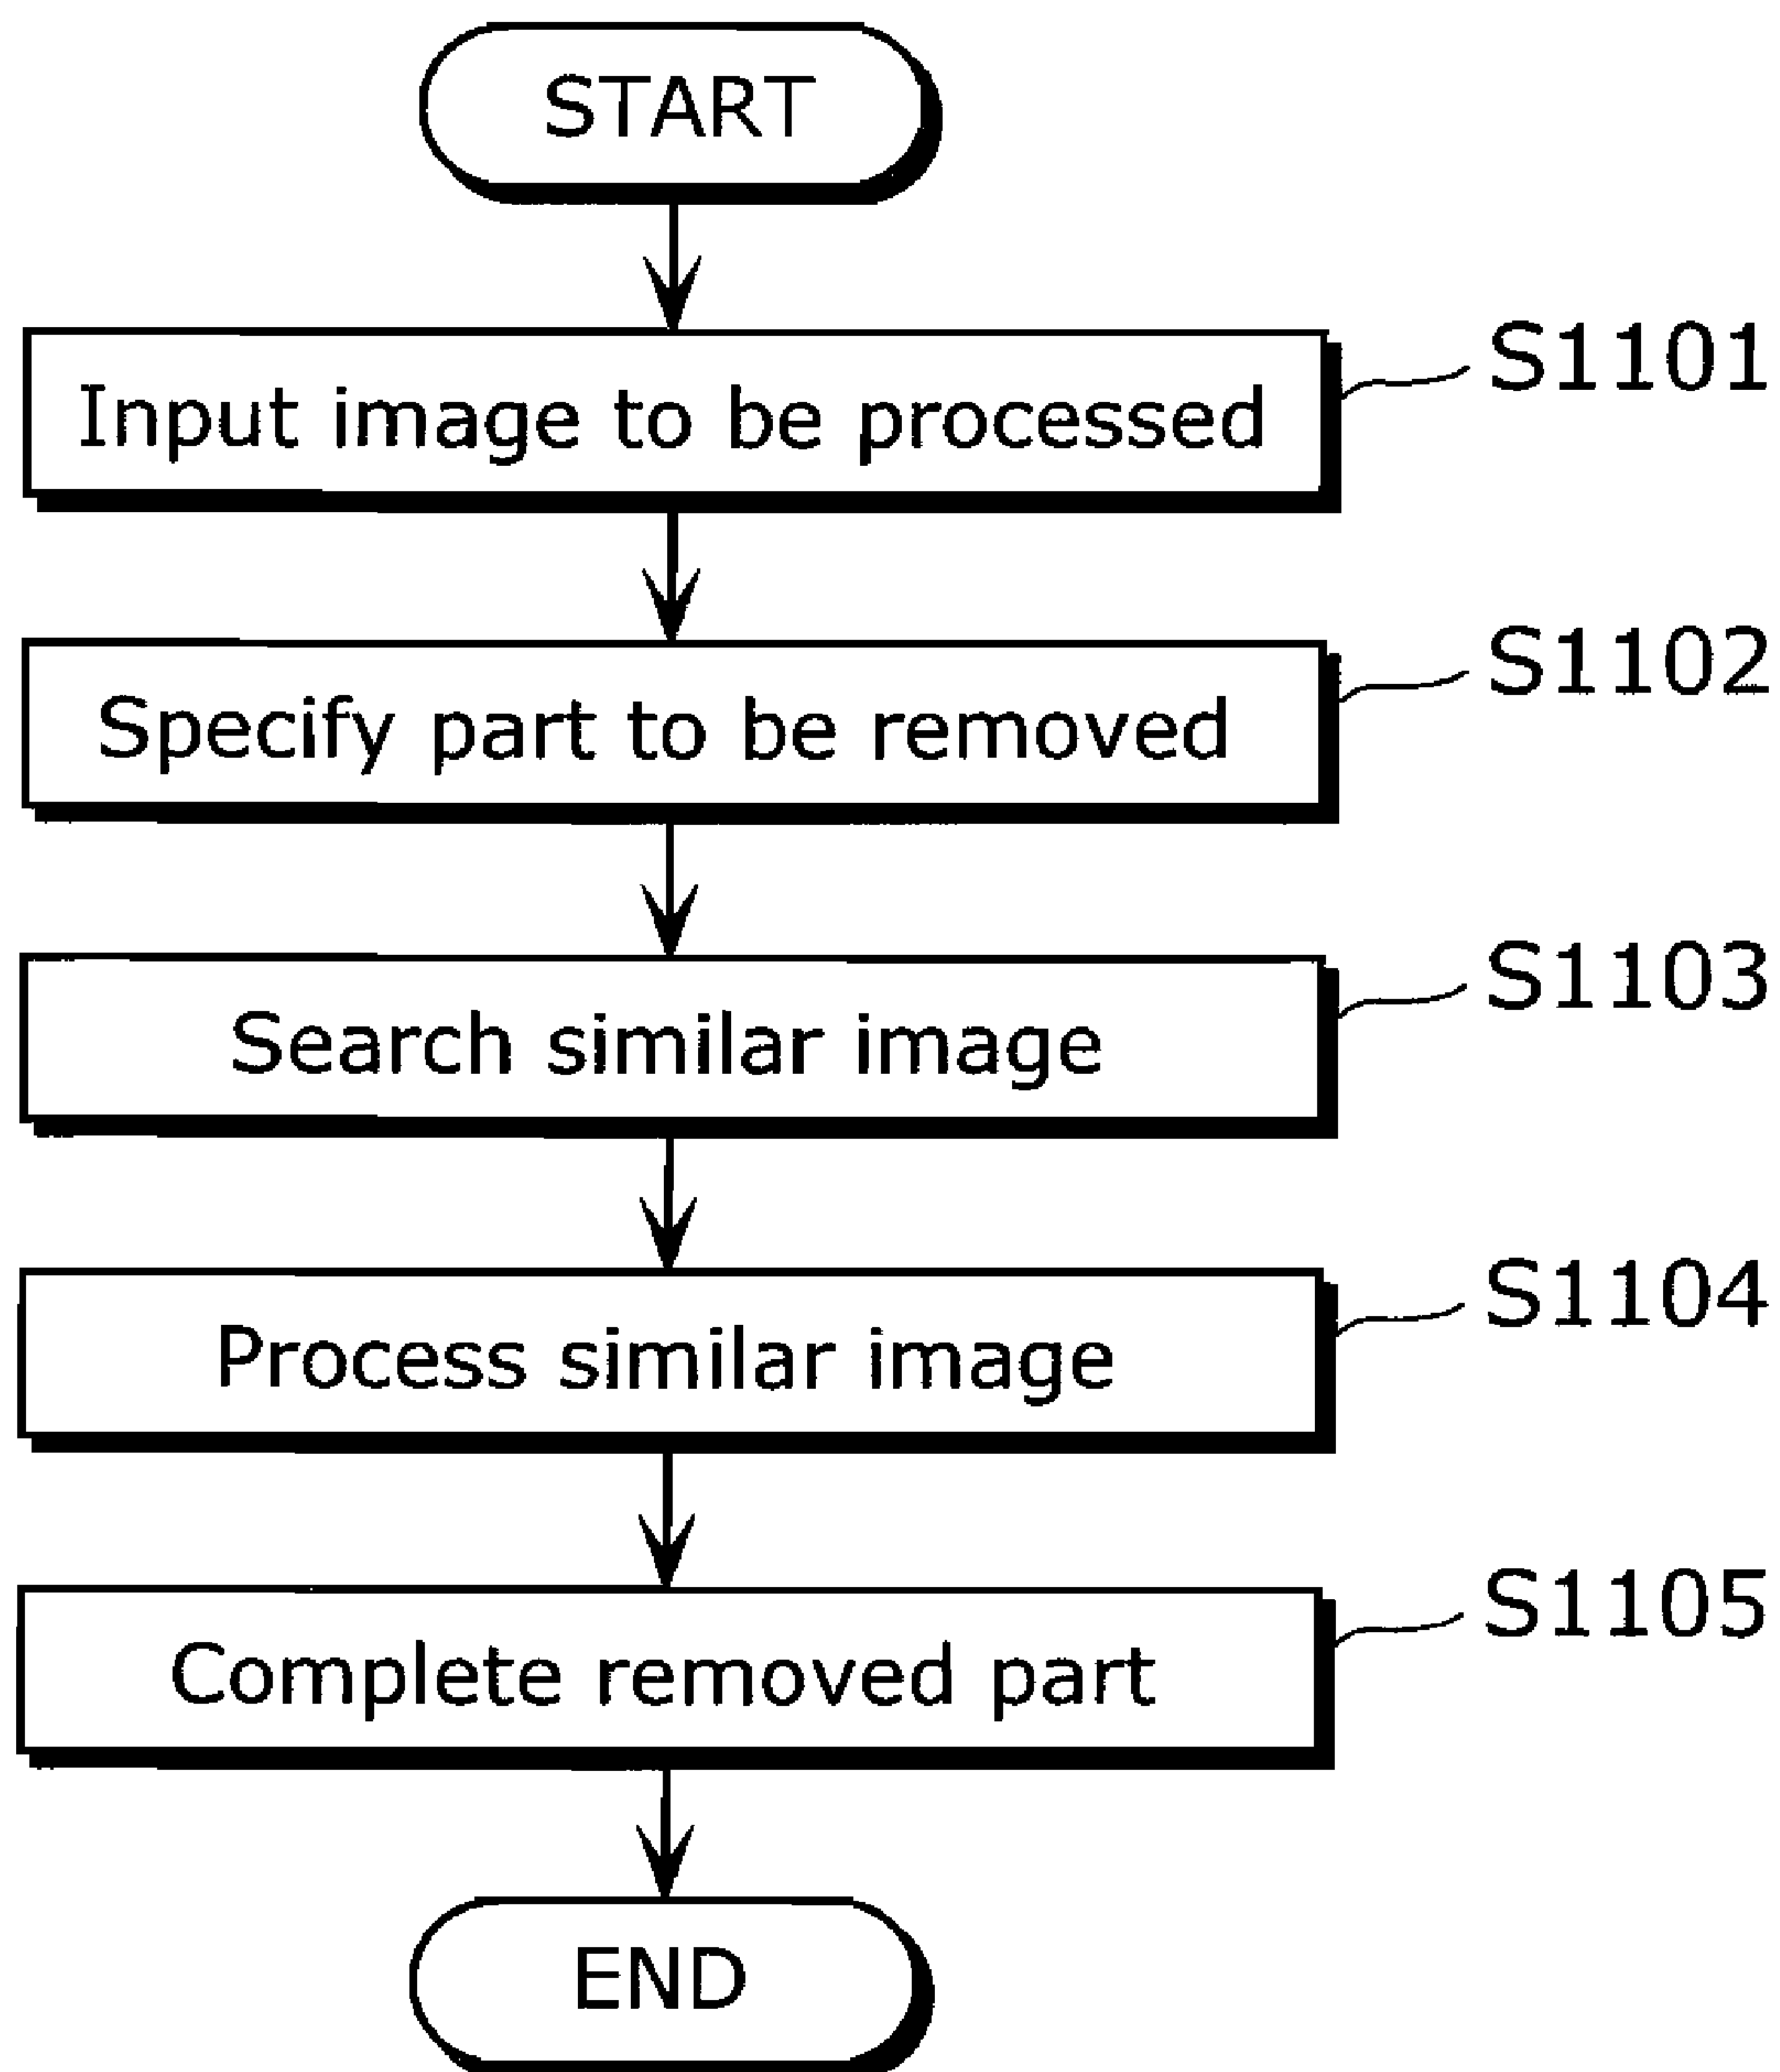 START
Input image to be processed
S1101
Specify part to be removed
S1102
Search similar image
S1103
Process similar image
S1104
Complete removed part
S1105
END